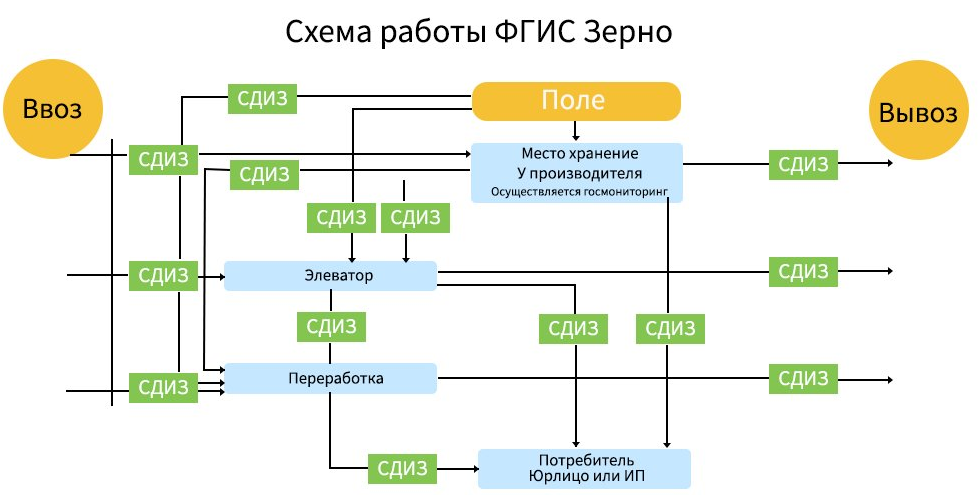 Схема работы ФГИС Зерно
Ввоз
СДИЗ
Поле
Вывоз
СДИЗ
СДИЗ
Место хранение
У производителя
Осуществляется госмониторинг
СДИЗ
СДИЗ
СДИЗ
СДИЗ
Элеватор
СДИЗ
СДИЗ
СДИЗ
СДИЗ
СДИЗ
Переработка
СДИЗ
СДИЗ
Потребитель
Юрлицо или ИП